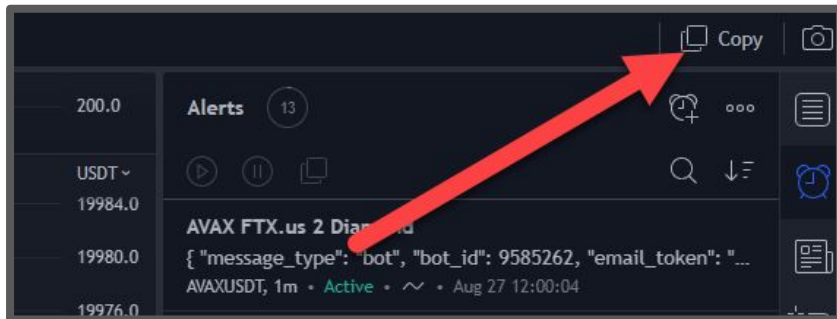 Copy
200.0
Alerts 13
USDT
19984.0
AVAX FTX.us 2
19980.0
{ "message_type": "bot", "bot_id": 9585262, "email_token": "...
AVAXUSDT, 1m • Active • • Aug 27 12:00:04
19976.0